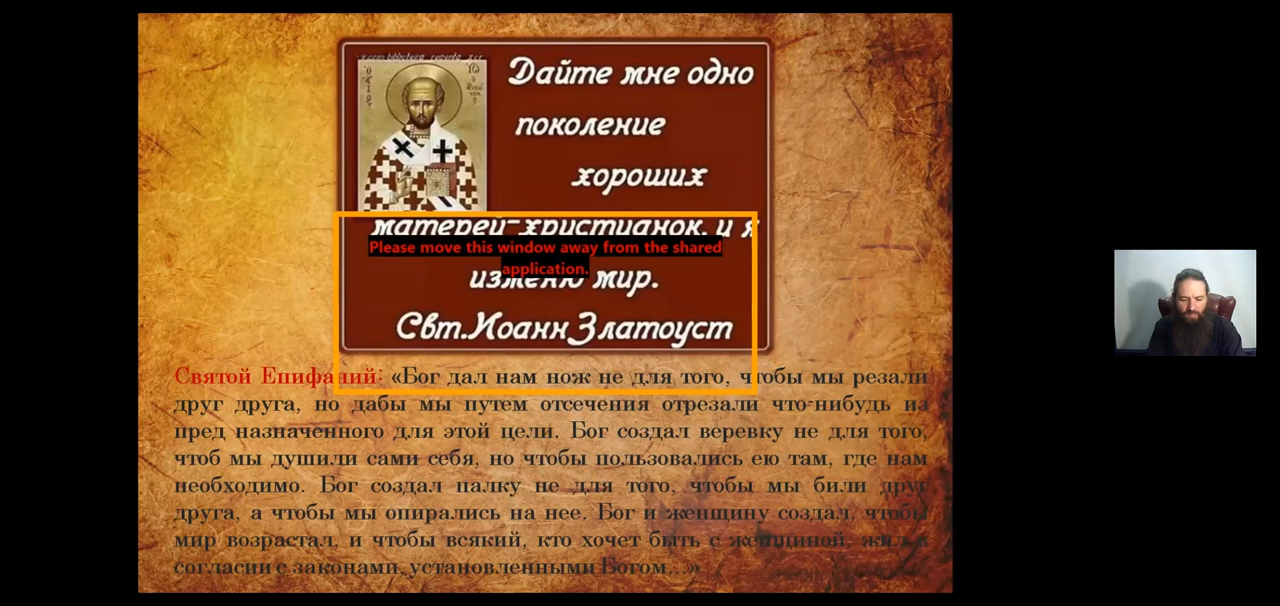 Дайте мне одно
поколение
хороших
матерей-христианок, и я
Please move this window away from the shared
application.
изменю мир.
Свт.Иоанн Златоуст
Святой Епифаний: «Бог дал нам нож не для того, чтобы мы резали
друг друга, но дабы мы путем отсечения отрезали что-нибудь из
пред назначенного для этой цели. Бог создал веревку не для того,
чтоб мы душили сами себя, но чтобы пользовались ею там, где нам
необходимо. Бог создал палку не для того, чтобы мы били друг
друга, а чтобы мы опирались на нее. Бог и женщину создал, чтобы
мир возрастал, и чтобы всякий, кто хочет быть с женщиной, жил в
согласии с законами, установленными Богом...»